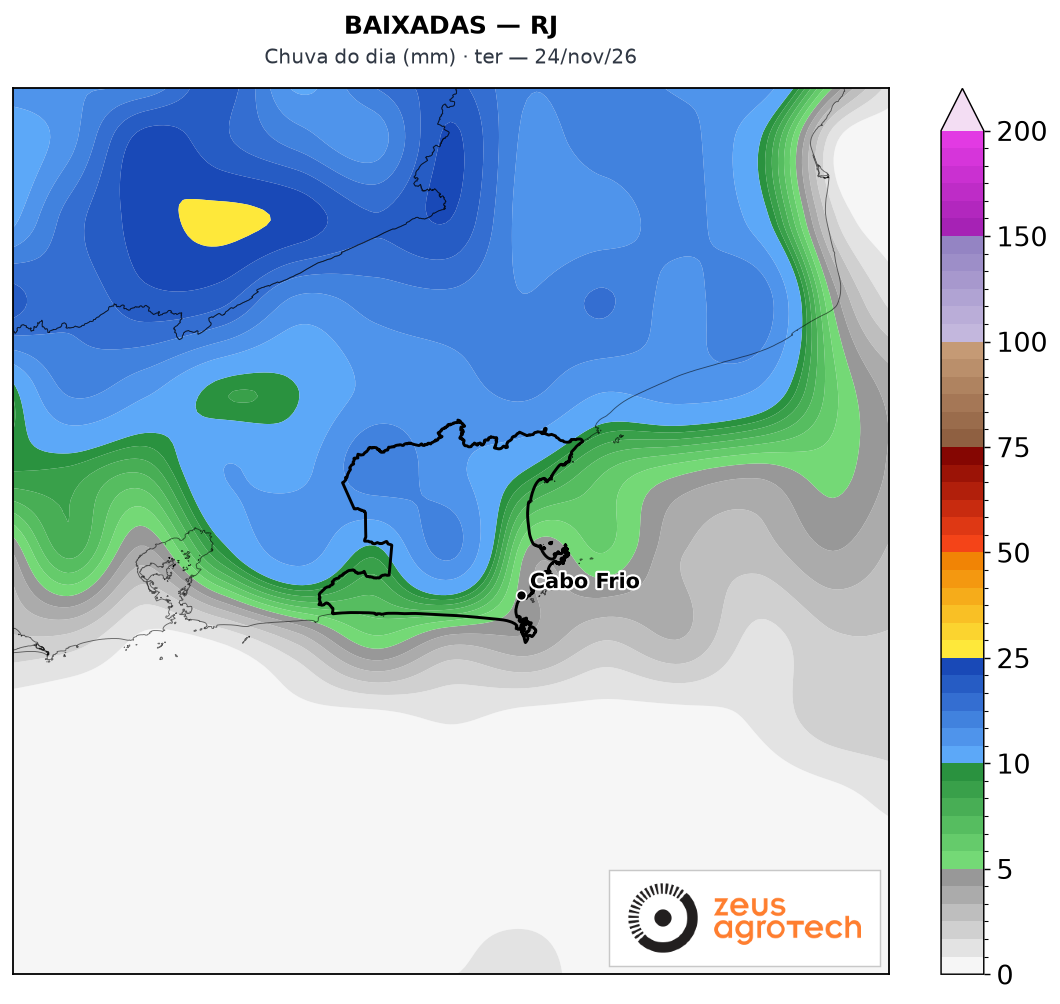 BAIXADAS — RJ
Chuva do dia (mm) · ter — 24/nov/26
200
150
100
75
50
25
10
5
0
Cabo Frio
zeus
agrotech